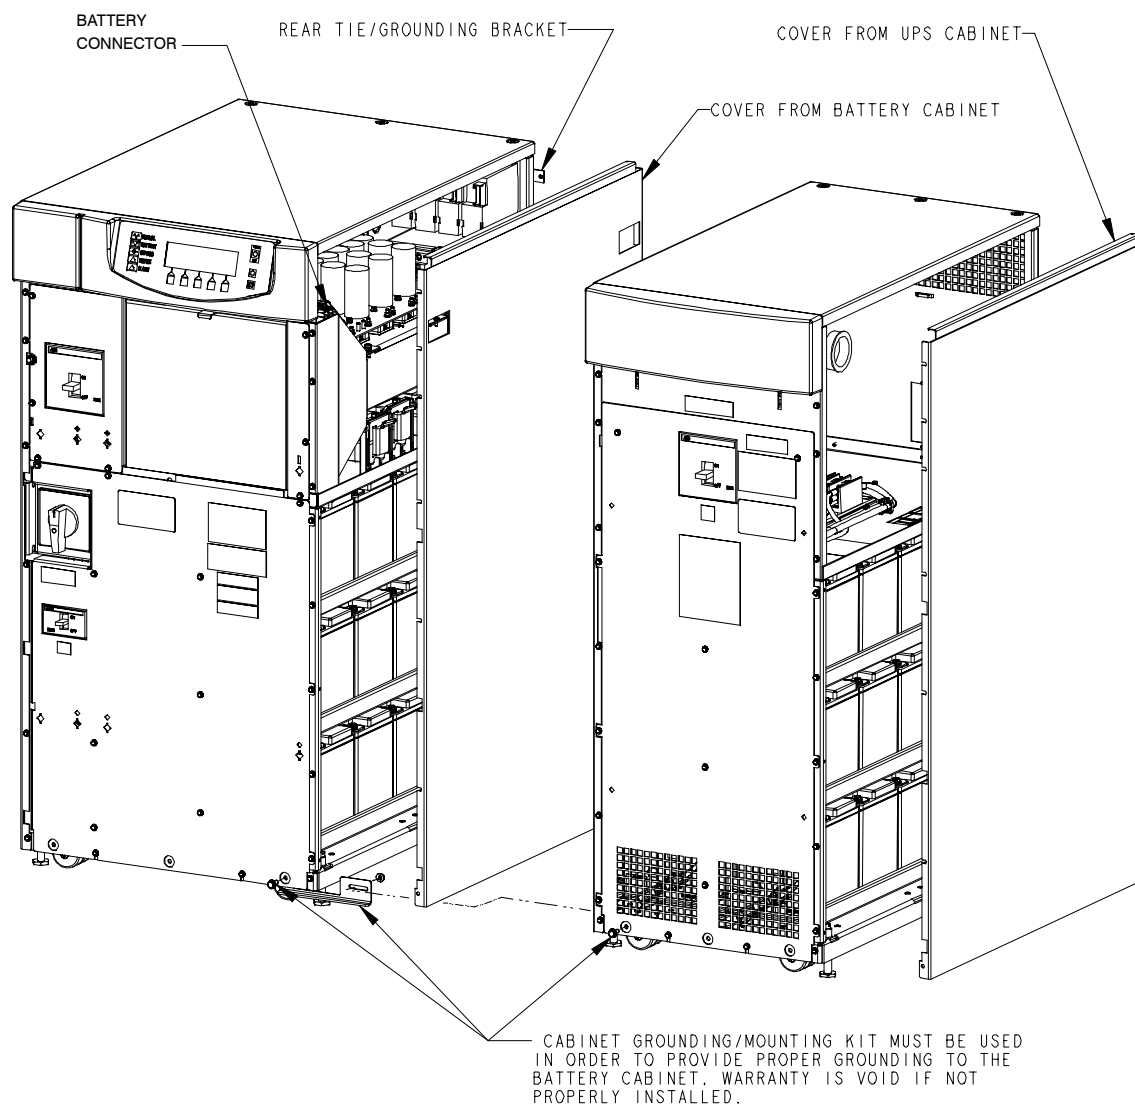 BATTERY
CONNECTOR
REAR TIE/GROUNDING BRACKET
COVER FROM UPS CABINET
COVER FROM BATTERY CABINET
CABINET GROUNDING/MOUNTING KIT MUST BE USED
IN ORDER TO PROVIDE PROPER GROUNDING TO THE
BATTERY CABINET. WARRANTY IS VOID IF NOT
PROPERLY INSTALLED.